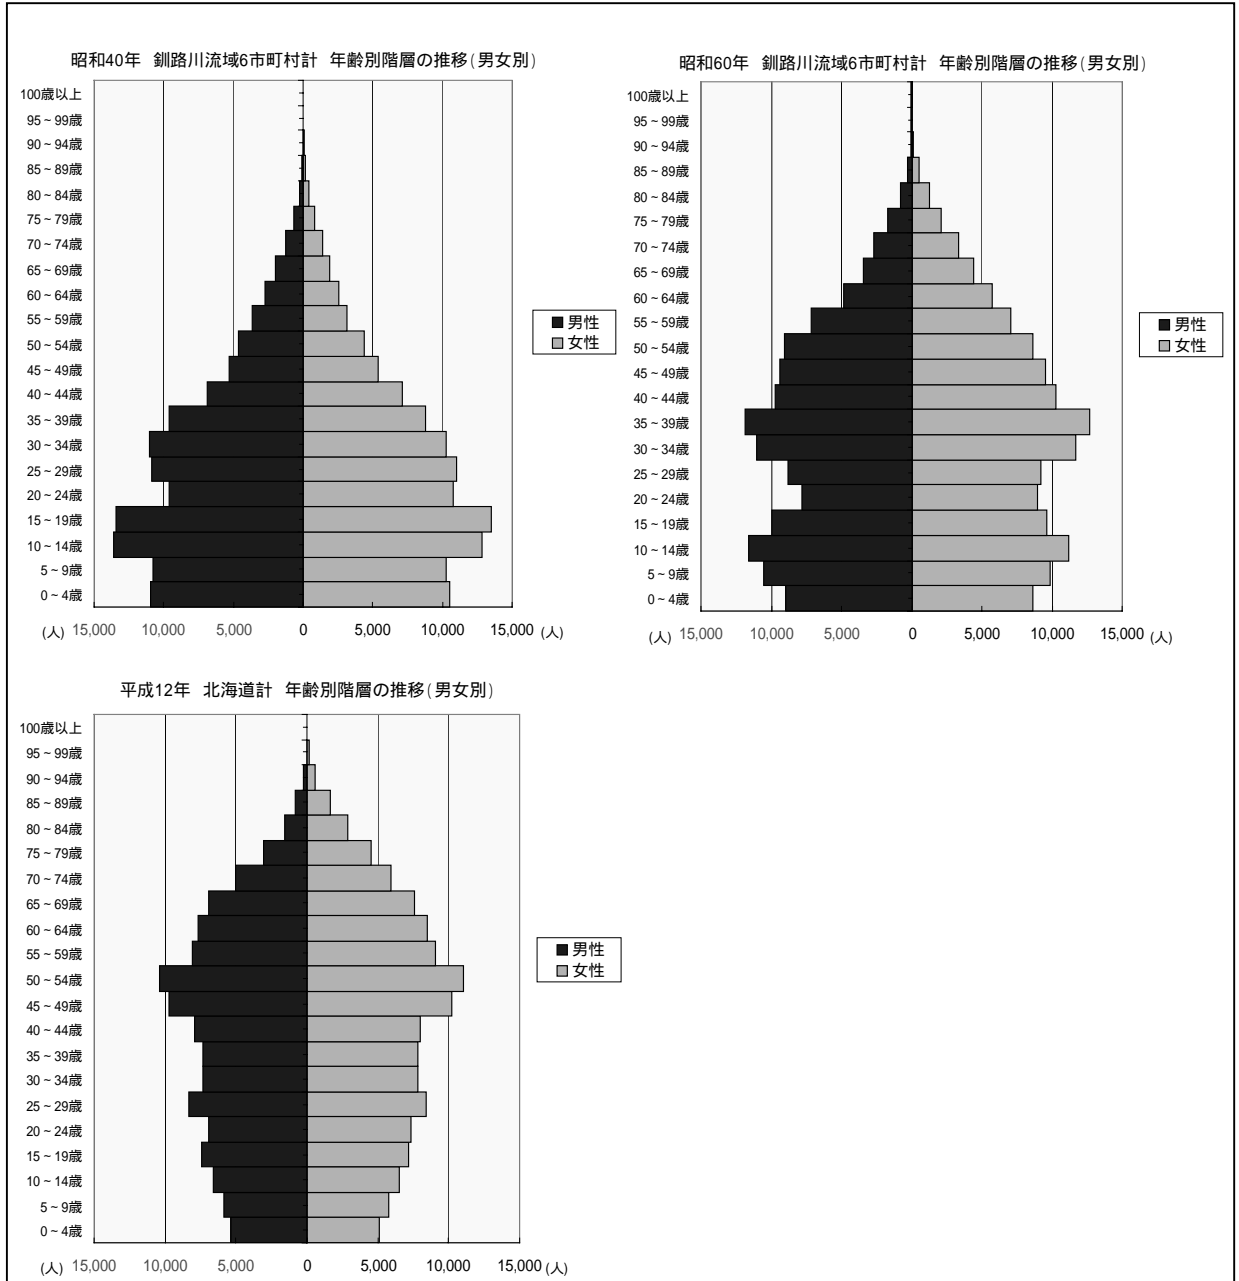 昭和40年 釧路川流域6市町村計 年齢別階層の推移(男女別)
100歳以上
95~99歳
90~94歳
85~89歳
80~84歳
75~79歳
70~74歳
65~69歳
60~64歳
55~59歳
50~54歳
45~49歳
40~44歳
35~39歳
30~34歳
25~29歳
20~24歳
15~19歳
10~14歳
5~9歳
0~4歳
(人) 15,000 10,000 5,000 0 5,000 10,000 15,000 (人)
男性
女性
昭和60年 釧路川流域6市町村計 年齢別階層の推移(男女別)
100歳以上
95~99歳
90~94歳
85~89歳
80~84歳
75~79歳
70~74歳
65~69歳
60~64歳
55~59歳
50~54歳
45~49歳
40~44歳
35~39歳
30~34歳
25~29歳
20~24歳
15~19歳
10~14歳
5~9歳
0~4歳
(人) 15,000 10,000 5,000 0 5,000 10,000 15,000 (人)
男性
女性
平成12年 北海道計 年齢別階層の推移(男女別)
100歳以上
95~99歳
90~94歳
85~89歳
80~84歳
75~79歳
70~74歳
65~69歳
60~64歳
55~59歳
50~54歳
45~49歳
40~44歳
35~39歳
30~34歳
25~29歳
20~24歳
15~19歳
10~14歳
5~9歳
0~4歳
(人) 15,000 10,000 5,000 0 5,000 10,000 15,000 (人)
男性
女性